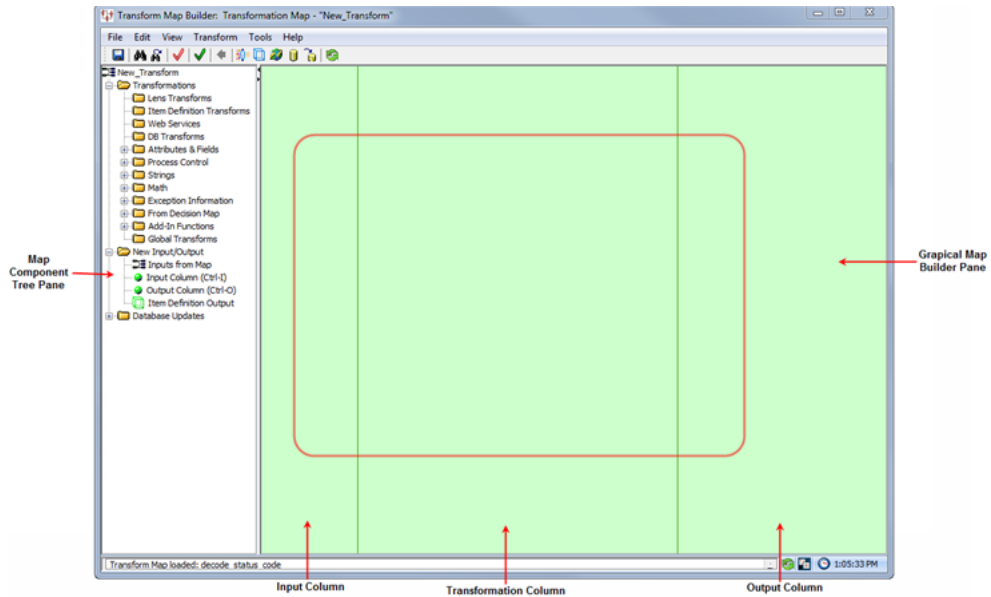 Transform Map Builder: Transformation Map - "New_Transform"
File Edit View Transform Tools Help
New_Transform
Transformations
Lens Transforms
Item Definition Transforms
Web Services
DB Transforms
Attributes & Fields
Process Control
Strings
Math
Exception Information
From Decision Map
Add-In Functions
Global Transforms
New Input/Output
Inputs from Map
Input Column (Ctrl-I)
Output Column (Ctrl-O)
Item Definition Output
Database Updates
Map
Component
Tree Pane
Grapical Map
Builder Pane
Transform Map loaded: decode_status_code
1:05:33 PM
Input Column
Transformation Column
Output Column